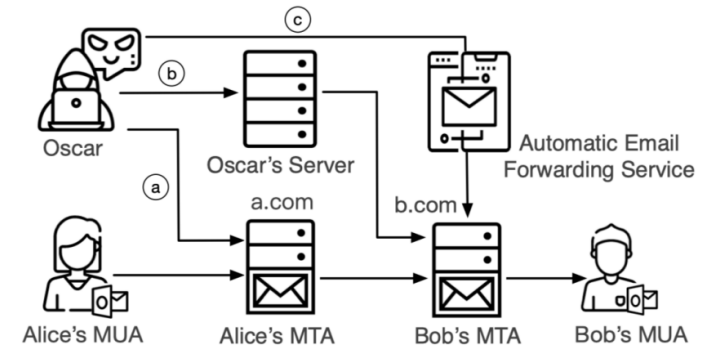 c
b
Oscar
Oscar's Server
Automatic Email
Forwarding Service
a
a.com
b.com
Alice's MUA
Alice's MTA
Bob's MTA
Bob's MUA